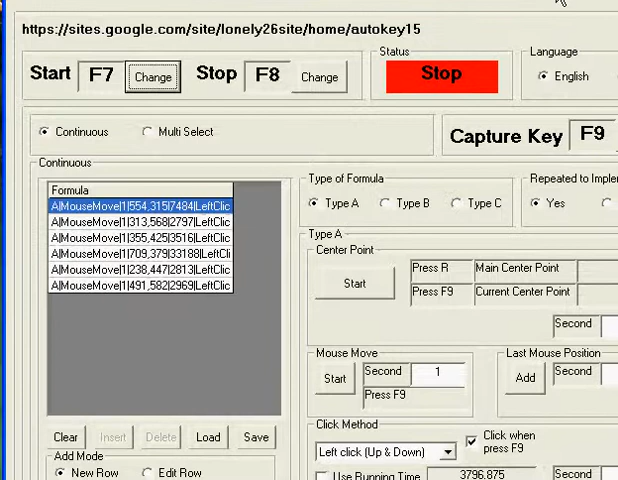 https://sites.google.com/site/lonely26site/home/autokey15
Start F7 Change Stop F8 Change
Status
Stop
Language
English
Continuous Multi Select
Capture Key F9
Continuous
Formula
A|MouseMove|1|554,315|7484|LeftClic
A|MouseMove|1|313,568|2797|LeftClic
A|MouseMove|1|355,425|3516|LeftClic
A|MouseMove|1|709,379|33188|Li
A|MouseMove|1|238,447|2813|LeftClic
A|MouseMove|1|491,582|2969|LeftClic
Clear Insert Delete Load Save
Add Mode
New Row Edit Row
Type of Formula
Type A Type B Type C
Repeated to Implem
Yes
Type A
Center Point
Start
Press R Main Center Point
Press F9 Current Center Point
Second
Mouse Move
Start
Second 1
Press F9
Last Mouse Position
Add Second
Click Method
Left click (Up & Down)
Click when
press F9
Use Running Time 3796.875 Second